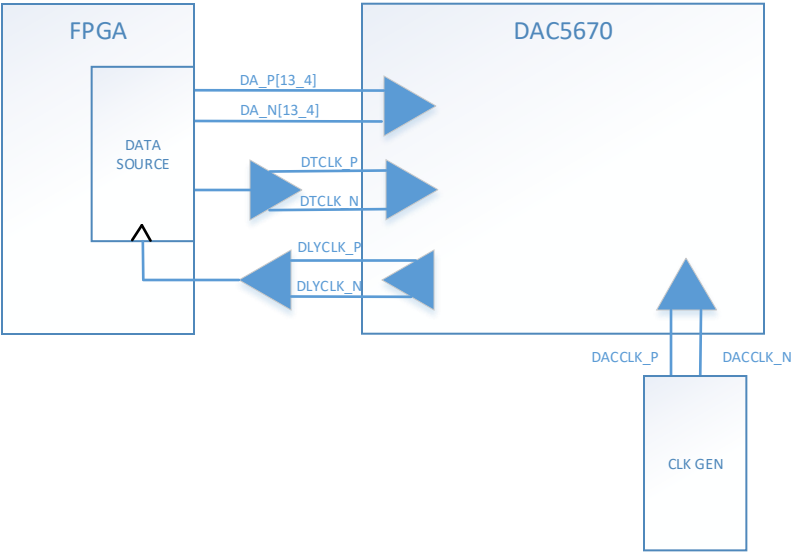 FPGA
DAC5670
DA_P[13_4]
DA_N[13_4]
DATA
SOURCE
DTCLK_P
DTCLK_N
DLYCLK_P
DLYCLK_N
DACCLK_P
DACCLK_N
CLK GEN